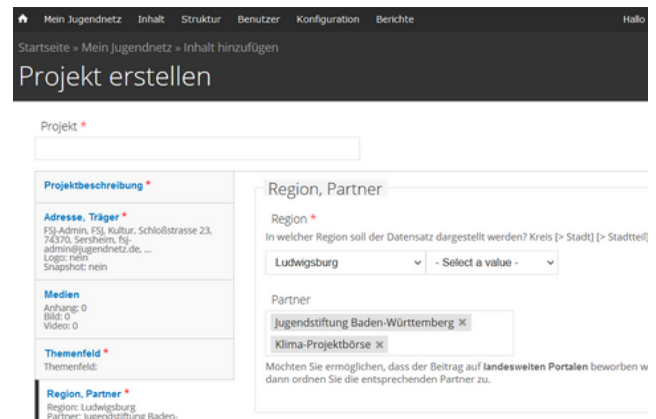 Mein Jugendnetz Inhalt Struktur Benutzer Konfiguration Berichte Hallo
Startseite » Mein Jugendnetz » Inhalt hinzufügen
Projekt erstellen
Projekt *
Projektbeschreibung *
Adresse, Träger *
FSJ-Admin, FSJ, Kultur, Schloßstrasse 23,
74370, Sersheim, fsj-
admin@jugendnetz.de, ...
Logo: nein
Snapshot: nein
Medien
Anhang: 0
Bild: 0
Video: 0
Themenfeld *
Themenfeld:
Region, Partner *
Region: Ludwigsburg
Partner: Jugendstiftung Baden-
Region, Partner
Region *
In welcher Region soll der Datensatz dargestellt werden? Kreis [> Stadt] [> Stadtteil]
Ludwigsburg - Select a value -
Partner
Jugendstiftung Baden-Württemberg ×
Klima-Projektbörse ×
Möchten Sie ermöglichen, dass der Beitrag auf landesweiten Portalen beworben w
dann ordnen Sie die entsprechenden Partner zu.